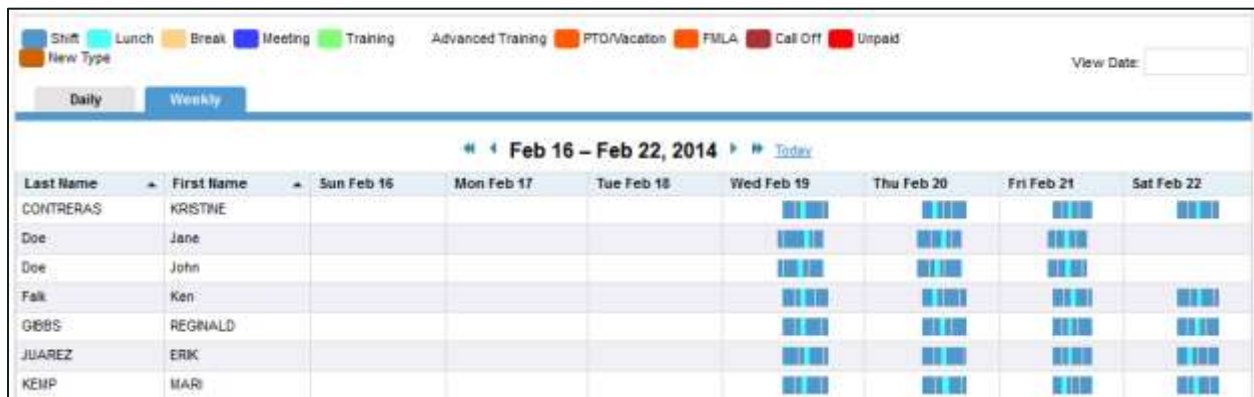 Shift Lunch Break Meeting Training Advanced Training PTO/Vacation FMLA Call Off Unpaid
New Type
View Date:
Daily Weekly
Feb 16 – Feb 22, 2014 Today
Last Name First Name Sun Feb 16 Mon Feb 17 Tue Feb 18 Wed Feb 19 Thu Feb 20 Fri Feb 21 Sat Feb 22
CONTRERAS KRISTINE
Doe Jane
Doe John
Falk Ken
GIBBS REGINALD
JUAREZ ERIK
KEMP MARI